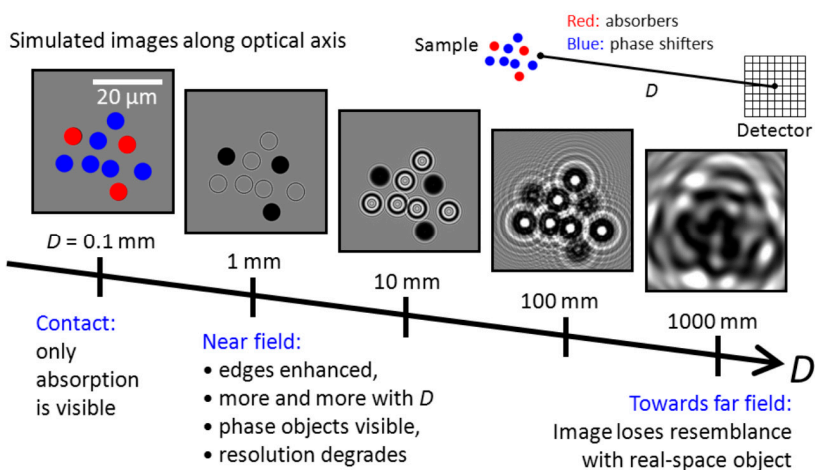 Simulated images along optical axis
Sample
Red: absorbers
Blue: phase shifters
D
Detector
20 µm
D = 0.1 mm
1 mm
10 mm
100 mm
1000 mm
D
Contact:
only
absorption
is visible
Near field:
• edges enhanced,
• more and more with D
• phase objects visible,
• resolution degrades
Towards far field:
Image loses resemblance
with real-space object